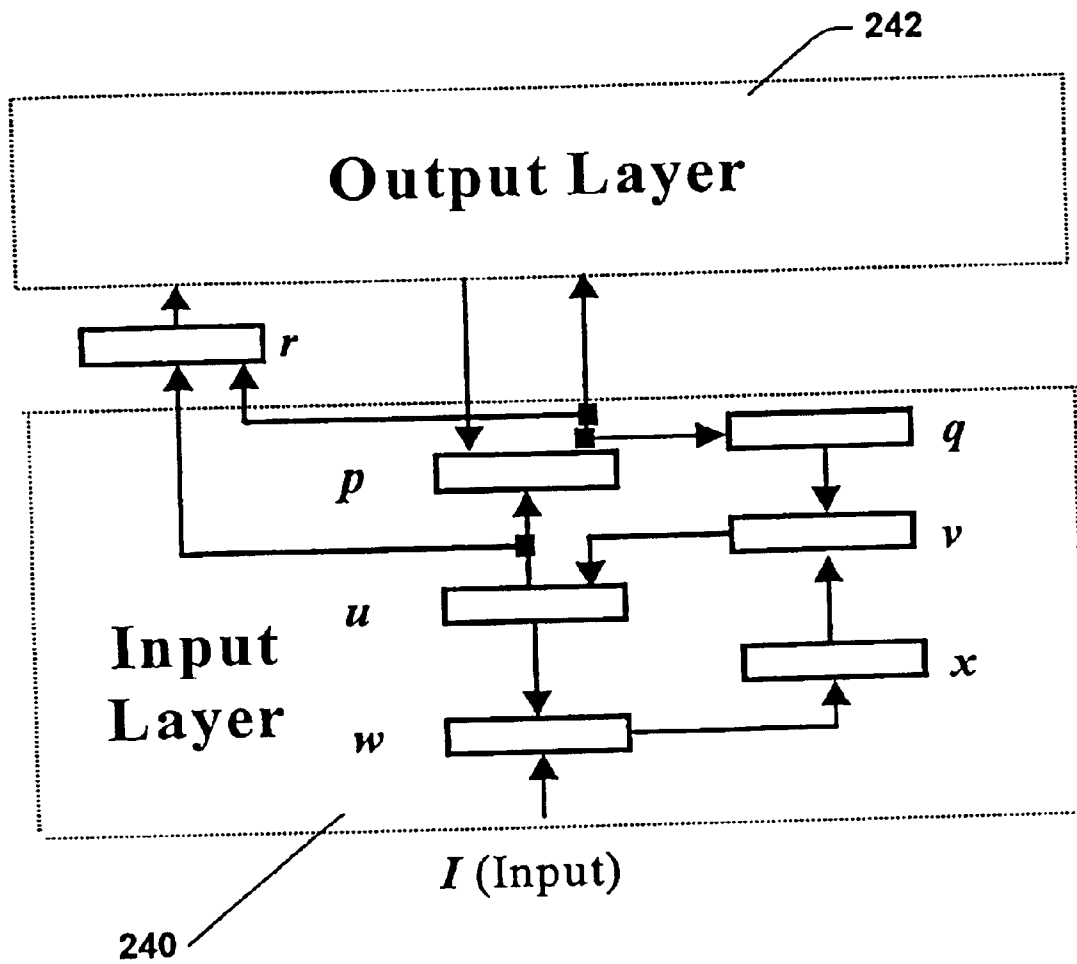 242
Output Layer
r
q
p
v
u
Input
Layer
x
w
I (Input)
240